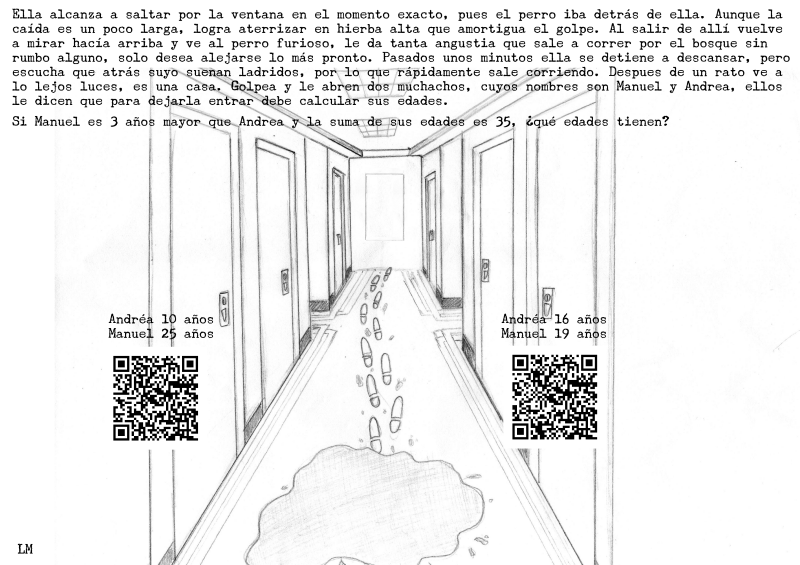 Ella alcanza a saltar por la ventana en el momento exacto, pues el perro iba detrás de ella. Aunque la
caída es un poco larga, logra aterrizar en hierba alta que amortigua el golpe. Al salir de allí vuelve
a mirar hacía arriba y ve al perro furioso, le da tanta angustia que sale a correr por el bosque sin
rumbo alguno, solo desea alejarse lo más pronto. Pasados unos minutos ella se detiene a descansar, pero
escucha que atrás suyo suenan ladridos, por lo que rápidamente sale corriendo. Despues de un rato ve a
lo lejos luces, es una casa. Golpea y le abren dos muchachos, cuyos nombres son Manuel y Andrea, ellos
le dicen que para dejarla entrar debe calcular sus edades.
Si Manuel es 3 años mayor que Andrea y la suma de sus edades es 35, ¿qué edades tienen?
Andréa 10 años
Manuel 25 años
Andréa 16 años
Manuel 19 años
LM